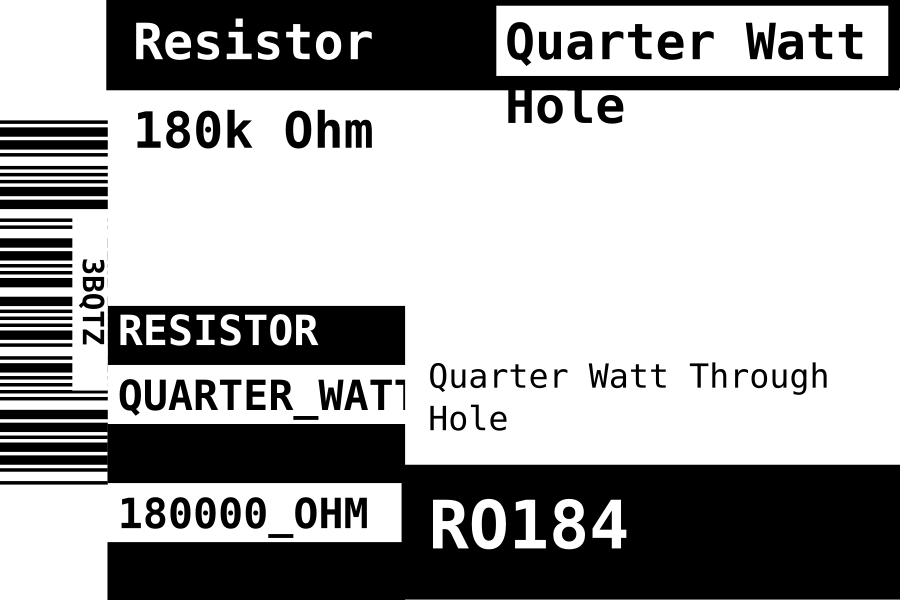 Resistor
Quarter Watt
Hole
180k Ohm
3BQTZ
RESISTOR
QUARTER_WATT
180000_OHM
Quarter Watt Through
Hole
RO184